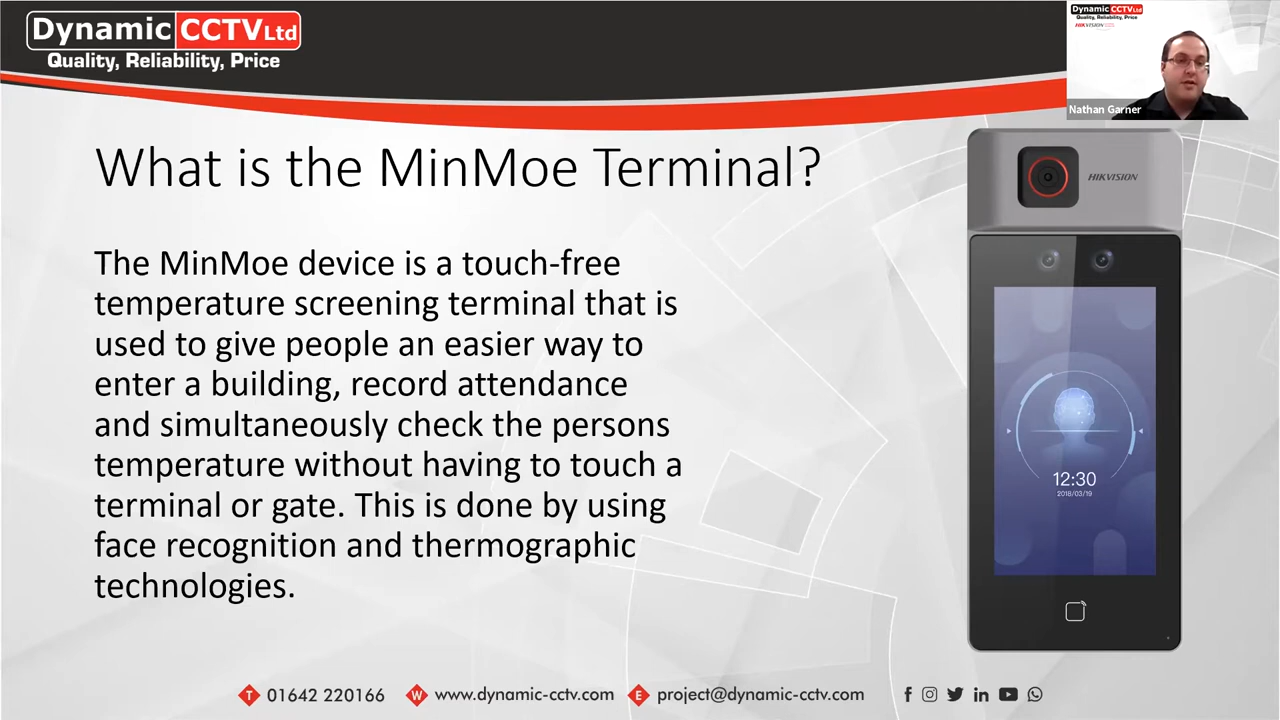 Dynamic CCTV Ltd
Quality, Reliability, Price
Dynamic CCTV Ltd
Quality, Reliability, Price
HIKVISION
Nathan Garner
What is the MinMoe Terminal?
HIKVISION
The MinMoe device is a touch-free
temperature screening terminal that is
used to give people an easier way to
enter a building, record attendance
and simultaneously check the persons
temperature without having to touch a
terminal or gate. This is done by using
face recognition and thermographic
technologies.
12:30
2018/03/19
T 01642 220166 W www.dynamic-cctv.com E project@dynamic-cctv.com